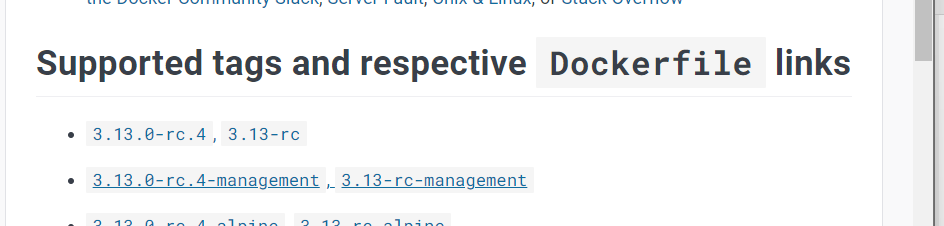 the Docker Community Slack, Server Fault, Unix & Linux, or Stack Overflow
Supported tags and respective Dockerfile links
3.13.0-rc.4, 3.13-rc
3.13.0-rc.4-management, 3.13-rc-management
3.13.0-rc.4-alpine, 3.13-rc-alpine